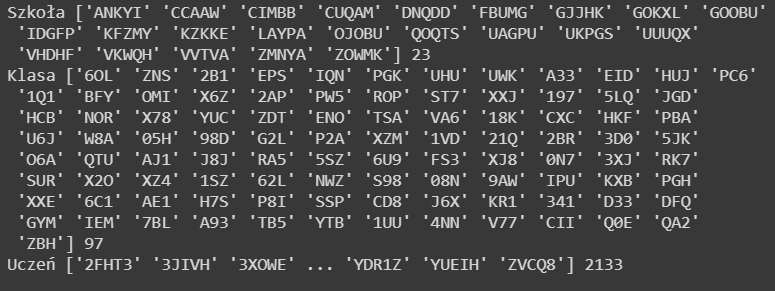 Szkoła ['ANKYI' 'CCAAW' 'CIMBB' 'CUQAM' 'DNQDD' 'FBUMG' 'GJJHK' 'GOKXL' 'GOOBU'
'IDGFP' 'KFZMY' 'KZKKE' 'LAYPA' 'OJOBU' 'QOQTS' 'UAGPU' 'UKPGS' 'UUUQX'
'VHDHF' 'VKWQH' 'VVTVA' 'ZMNYA' 'ZOWMK'] 23
Klasa ['6OL' 'ZNS' '2B1' 'EPS' 'IQN' 'PGK' 'UHU' 'UWK' 'A33' 'EID' 'HUJ' 'PC6'
'1Q1' 'BFY' 'OMI' 'X6Z' '2AP' 'PW5' 'ROP' 'ST7' 'XXJ' '197' '5LQ' 'JGD'
'HCB' 'NOR' 'X78' 'YUC' 'ZDT' 'ENO' 'TSA' 'VA6' '18K' 'CXC' 'HKF' 'PBA'
'U6J' 'W8A' '05H' '98D' 'G2L' 'P2A' 'XZM' '1VD' '21Q' '2BR' '3D0' '5JK'
'O6A' 'QTU' 'AJ1' 'J8J' 'RA5' '5SZ' '6U9' 'FS3' 'XJ8' '0N7' '3XJ' 'RK7'
'SUR' 'X2O' 'XZ4' '1SZ' '62L' 'NWZ' 'S98' '08N' '9AW' 'IPU' 'KXB' 'PGH'
'XXE' '6C1' 'AE1' 'H7S' 'P8I' 'SSP' 'CD8' 'J6X' 'KR1' '341' 'D33' 'DFQ'
'GYM' 'IEM' '7BL' 'A93' 'TB5' 'YTB' '1UU' '4NN' 'V77' 'CII' 'Q0E' 'QA2'
'ZBH'] 97
Uczeń ['2FHT3' '3JIVH' '3XOWE' ... 'YDR1Z' 'YUEIH' 'ZVCQ8'] 2133